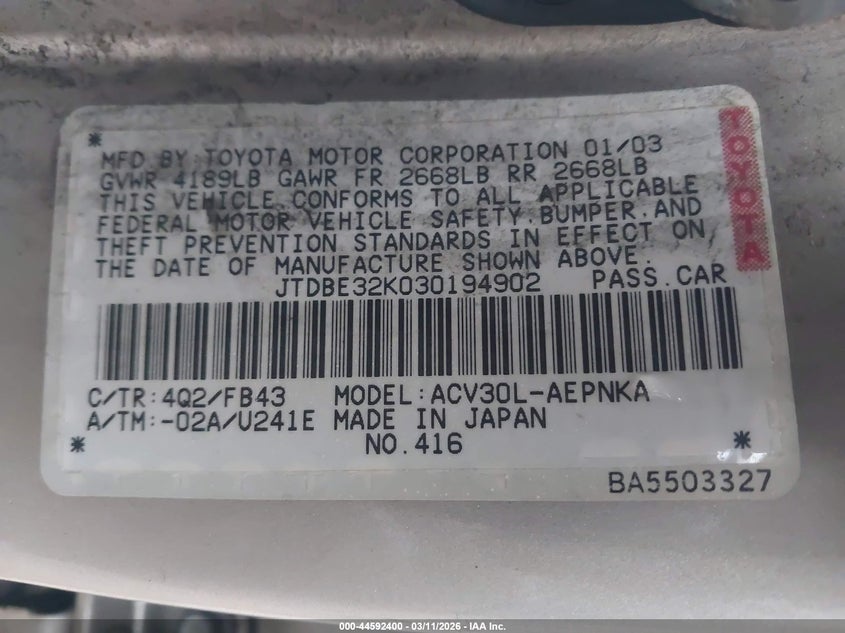 *
MFD BY TOYOTA MOTOR CORPORATION 01/03
GVWR 4189LB GAWR FR 2668LB RR 2668LB
THIS VEHICLE CONFORMS TO ALL APPLICABLE
FEDERAL MOTOR VEHICLE SAFETY,BUMPER,AND
THEFT PREVENTION STANDARDS IN EFFECT ON
THE DATE OF MANUFACTURE SHOWN ABOVE.
JTDBE32K030194902 PASS.CAR
TOYOTA
C/TR:4Q2/FB43 MODEL:ACV30L-AEPNKA
A/TM:-02A/U241E MADE IN JAPAN
* NO.416 *
BA5503327
000-44592400 - 03/11/2026 - IAA Inc.